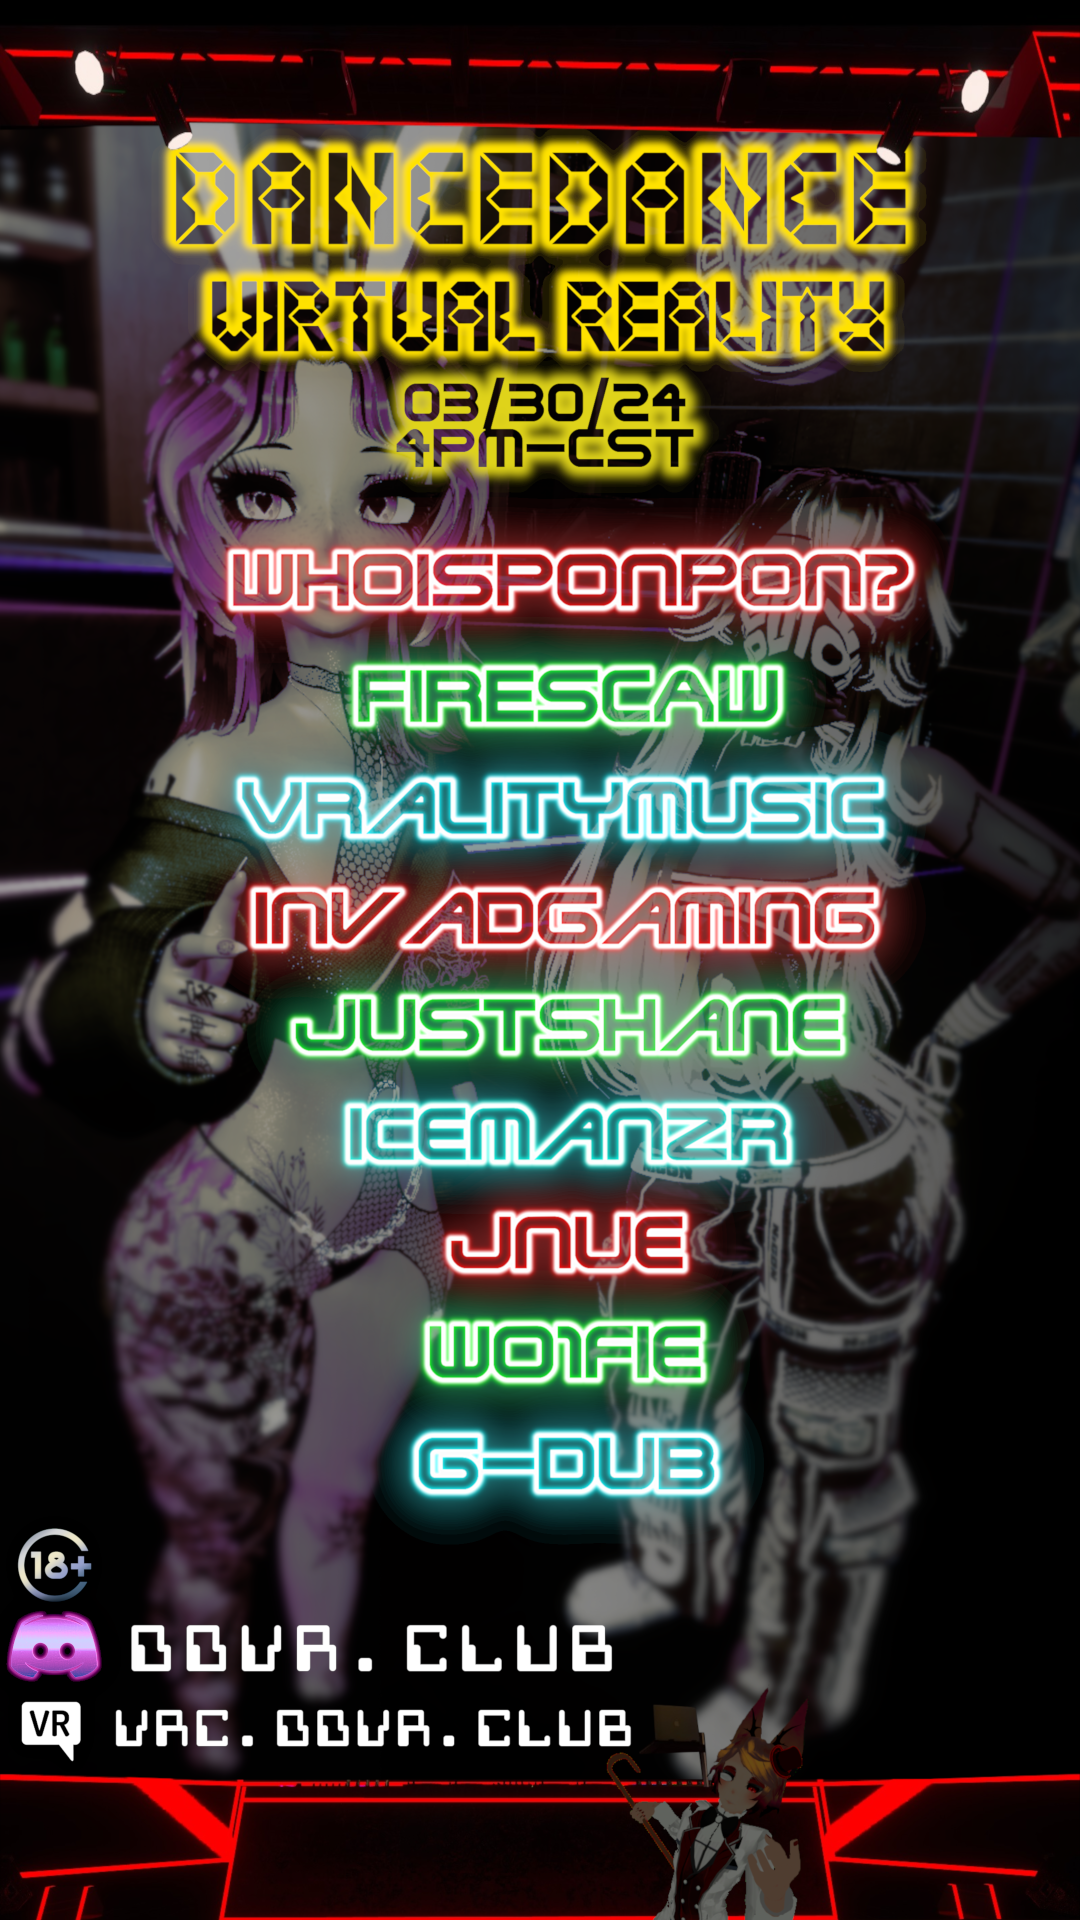 DANCEDANCE
VIRTUAL REALITY
03/30/24
4PM-CST
WHOISPONPON?
FIRESCAW
VRALITYMUSIC
INVADGAMING
JUSTSHANE
ICEMANZR
JNUE
WO1FIE
G-DUB
18+
DDVR.CLUB
VR
VRC.DDVR.CLUB